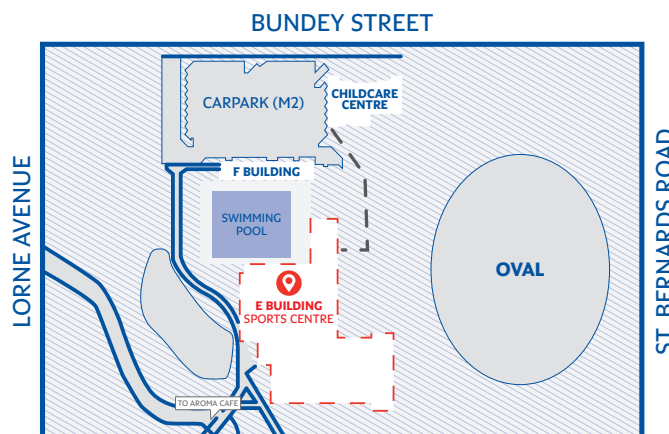 BUNDEY STREET
CARPARK (M2)
CHILDCARE
CENTRE
F BUILDING
LORNE AVENUE
SWIMMING
POOL
OVAL
ST. BERNARDS ROAD
E BUILDING
SPORTS CENTRE
TO AROMA CAFE